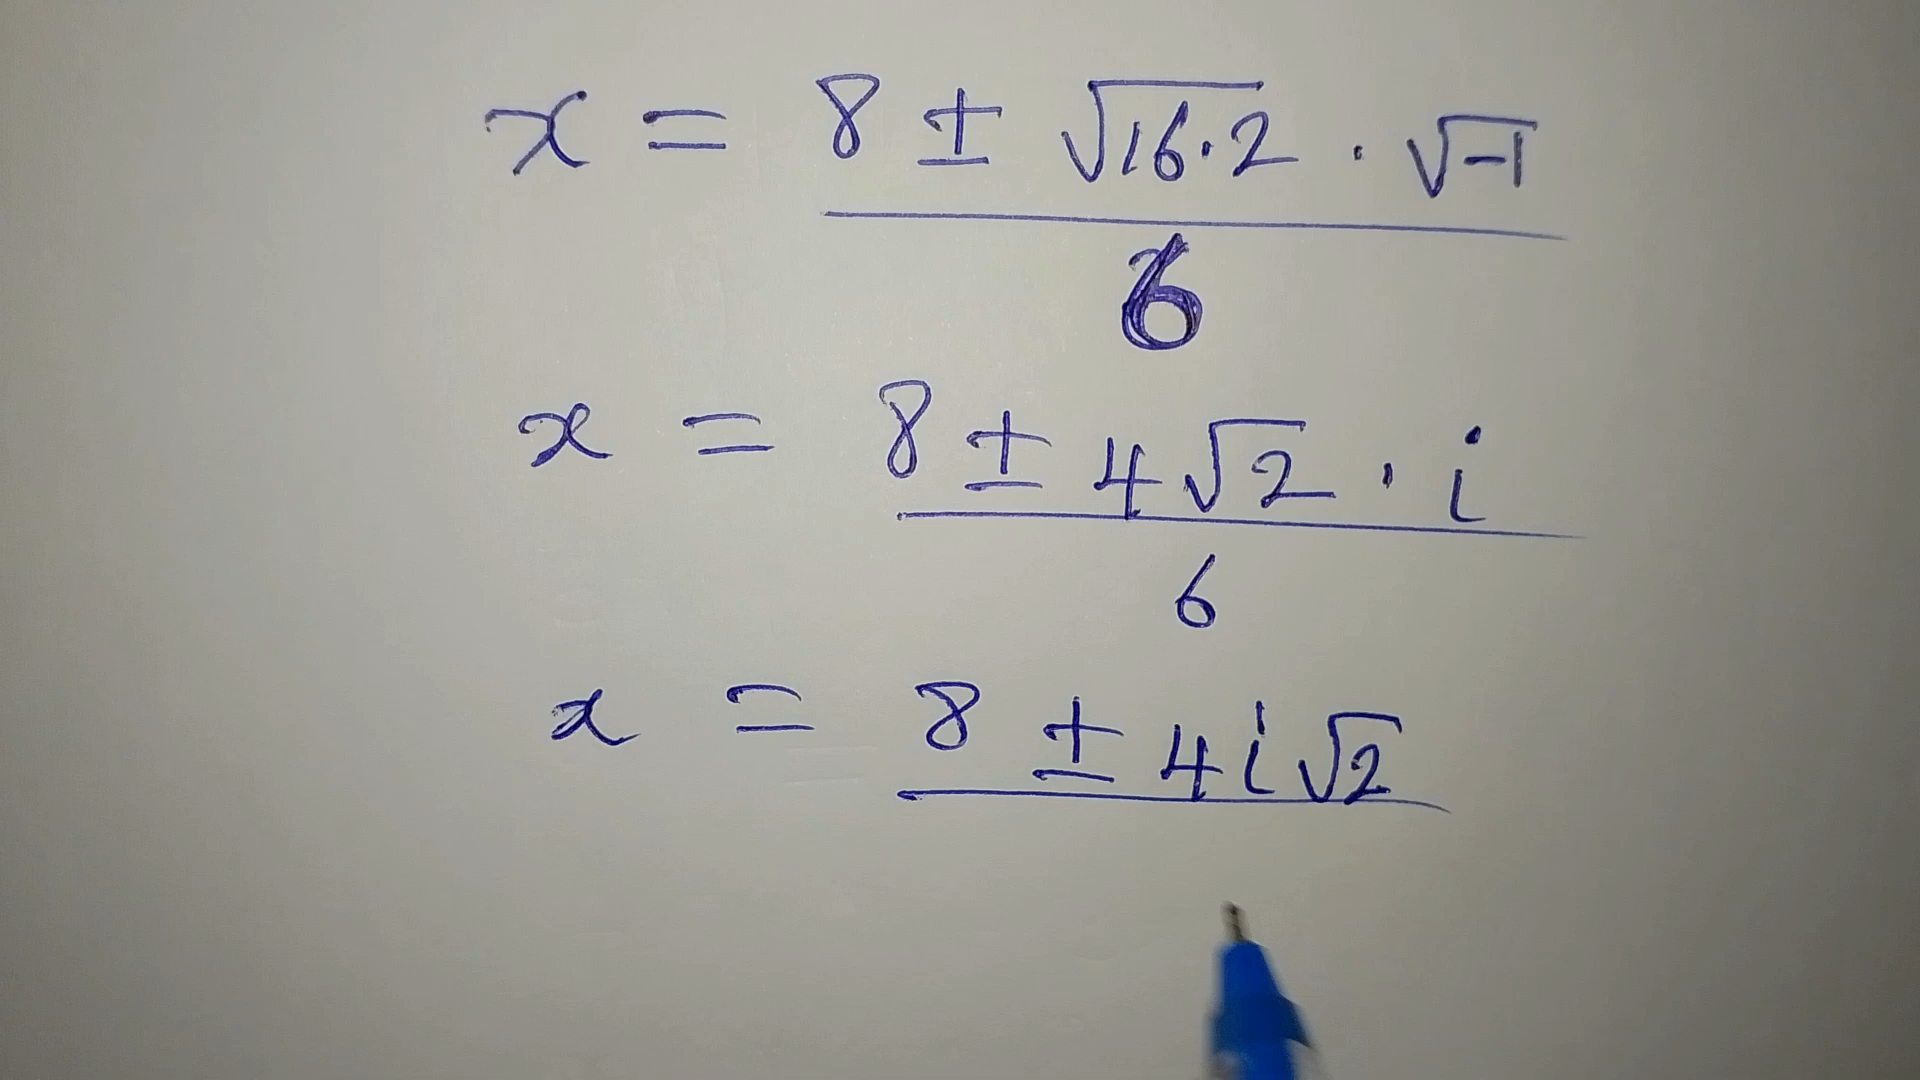 x = 8 ± √16·2 · √-1
6
x = 8 ± 4√2 · i
6
x = 8 ± 4i√2